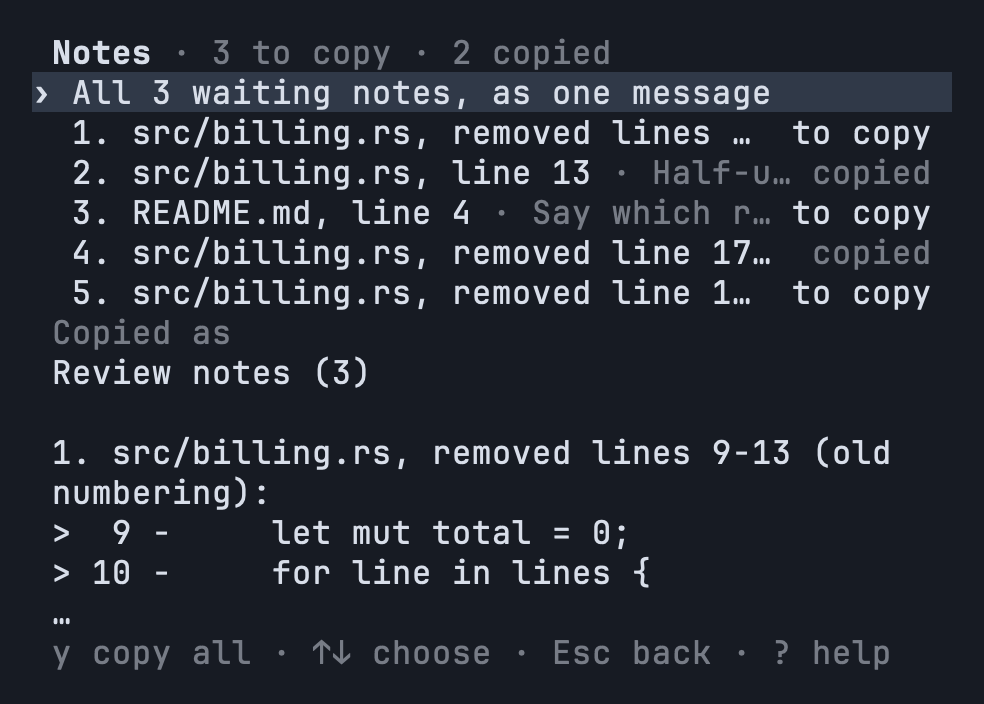 Notes · 3 to copy · 2 copied
› All 3 waiting notes, as one message
1. src/billing.rs, removed lines … to copy
2. src/billing.rs, line 13 · Half-u… copied
3. README.md, line 4 · Say which r… to copy
4. src/billing.rs, removed line 17… copied
5. src/billing.rs, removed line 1… to copy
Copied as
Review notes (3)

1. src/billing.rs, removed lines 9-13 (old
numbering):
>  9 -     let mut total = 0;
> 10 -     for line in lines {
…
y copy all · ↑↓ choose · Esc back · ? help